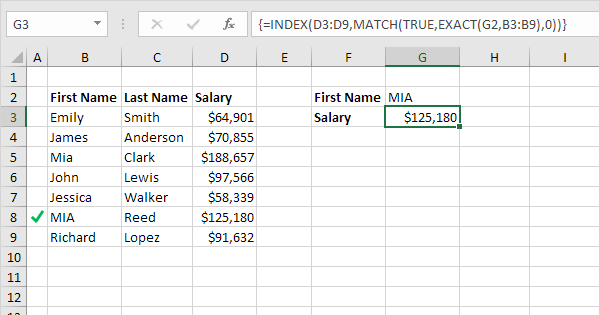 G3 fx {=INDEX(D3:D9,MATCH(TRUE,EXACT(G2,B3:B9),0))}
A B C D E F G H I
1
2 First Name Last Name Salary First Name MIA
3 Emily Smith $64,901 Salary $125,180
4 James Anderson $70,855
5 Mia Clark $188,657
6 John Lewis $97,566
7 Jessica Walker $58,339
8 MIA Reed $125,180
9 Richard Lopez $91,632
10
11
12
13